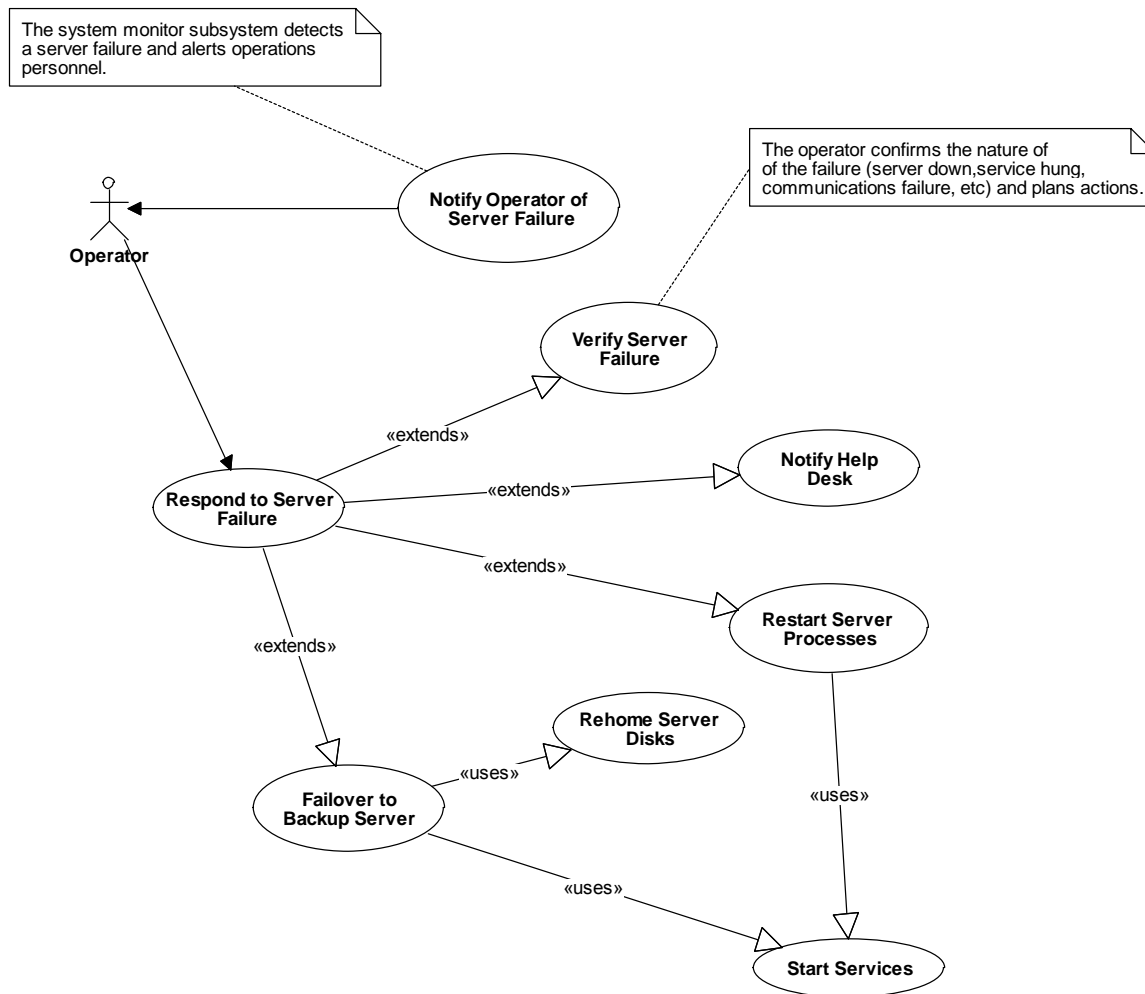 The system monitor subsystem detects
a server failure and alerts operations
personnel.
The operator confirms the nature of
of the failure (server down,service hung,
communications failure, etc) and plans actions.
Notify Operator of
Server Failure
Operator
Verify Server
Failure
«extends»
Notify Help
Desk
«extends»
Respond to Server
Failure
«extends»
Restart Server
Processes
«extends»
Rehome Server
Disks
«uses»
Failover to
Backup Server
«uses»
«uses»
Start Services